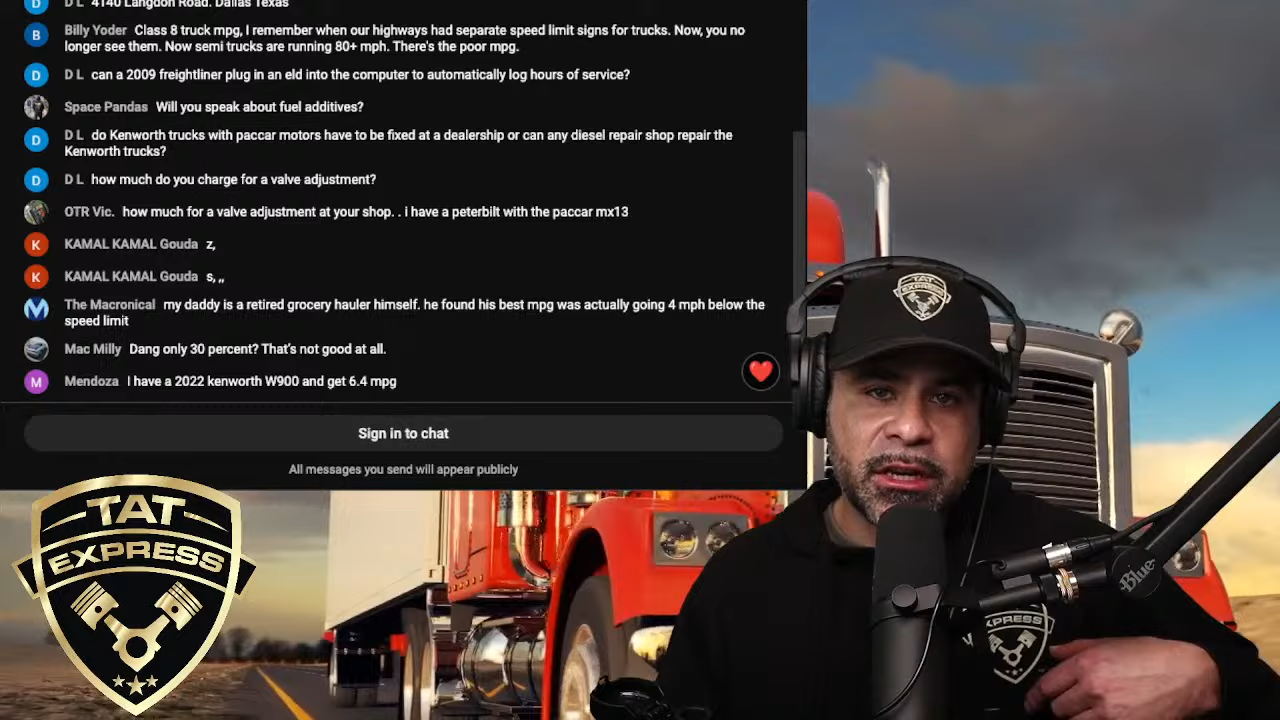 D L 4140 Langdon Road. Dallas Texas
B Billy Yoder Class 8 truck mpg, I remember when our highways had separate speed limit signs for trucks. Now, you no
longer see them. Now semi trucks are running 80+ mph. There's the poor mpg.
D D L can a 2009 freightliner plug in an eld into the computer to automatically log hours of service?
Space Pandas Will you speak about fuel additives?
D D L do Kenworth trucks with paccar motors have to be fixed at a dealership or can any diesel repair shop repair the
Kenworth trucks?
D D L how much do you charge for a valve adjustment?
OTR Vic. how much for a valve adjustment at your shop. . i have a peterbilt with the paccar mx13
K KAMAL KAMAL Gouda z,
K KAMAL KAMAL Gouda s, ,,
The Macronical my daddy is a retired grocery hauler himself. he found his best mpg was actually going 4 mph below the
speed limit
Mac Milly Dang only 30 percent? That's not good at all.
M Mendoza I have a 2022 kenworth W900 and get 6.4 mpg
Sign in to chat
All messages you send will appear publicly
TAT
EXPRESS
TAT
EXPRESS
Blue
XPRESS